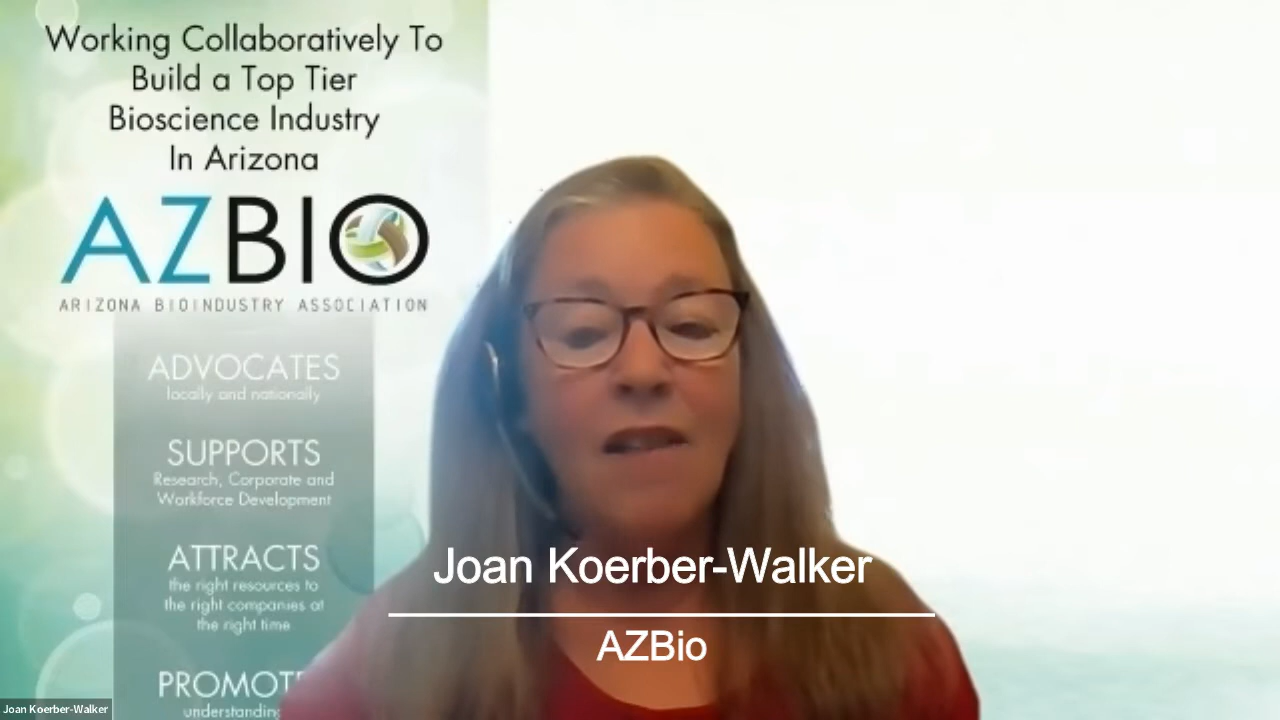 Working Collaboratively To
Build a Top Tier
Bioscience Industry
In Arizona
AZBIO
ARIZONA BIOINDUSTRY ASSOCIATION
ADVOCATES
locally and nationally
SUPPORTS
Research, Corporate and
Workforce Development
ATTRACTS
the right resources to
the right companies at
the right time
PROMOTE
understanding
Joan Koerber-Walker
AZBio
Joan Koerber-Walker